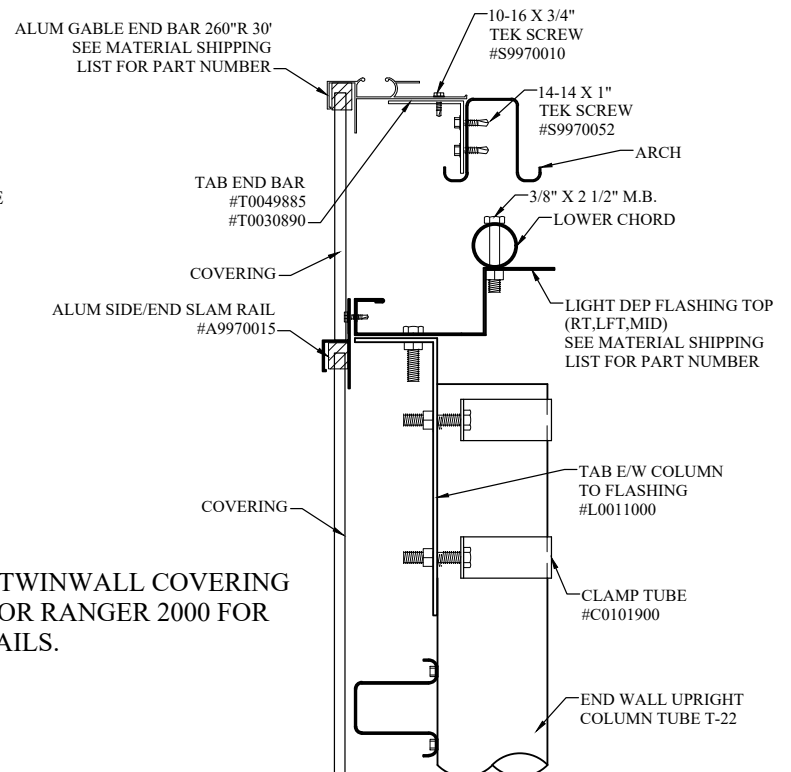 ALUM GABLE END BAR 260"R 30'
SEE MATERIAL SHIPPING
LIST FOR PART NUMBER
10-16 X 3/4"
TEK SCREW
#S9970010
14-14 X 1"
TEK SCREW
#S9970052
ARCH
TAB END BAR
#T0049885
#T0030890
E
3/8" X 2 1/2" M.B.
LOWER CHORD
COVERING
ALUM SIDE/END SLAM RAIL
#A9970015
LIGHT DEP FLASHING TOP
(RT,LFT,MID)
SEE MATERIAL SHIPPING
LIST FOR PART NUMBER
TAB E/W COLUMN
TO FLASHING
#L0011000
COVERING
TWINWALL COVERING
OR RANGER 2000 FOR
AILS.
CLAMP TUBE
#C0101900
END WALL UPRIGHT
COLUMN TUBE T-22